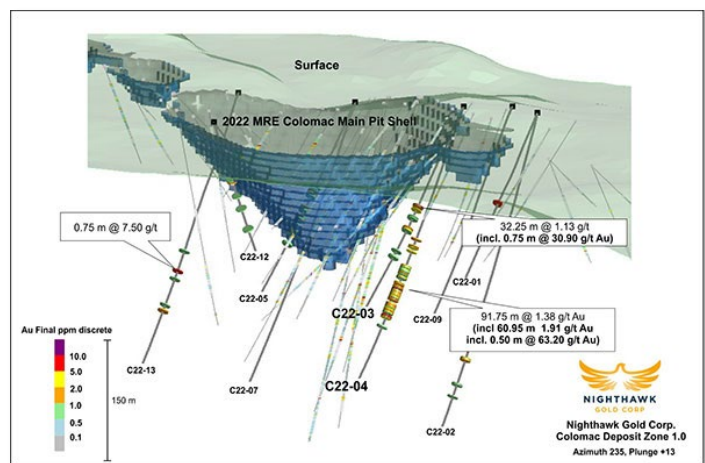 Surface
2022 MRE Colomac Main Pit Shell
0.75 m @ 7.50 g/t
32.25 m @ 1.13 g/t
(incl. 0.75 m @ 30.90 g/t Au)
C22-12
C22-05
C22-01
C22-03
C22-09
91.75 m @ 1.38 g/t Au
(incl 60.95 m 1.91 g/t Au
incl. 0.50 m @ 63.20 g/t Au)
Au Final ppm discrete
10.0
5.0
2.0
1.0
0.5
0.1
150 m
C22-13
C22-07
C22-04
C22-02
NIGHTHAWK
GOLD CORP
Nighthawk Gold Corp.
Colomac Deposit Zone 1.0
Azimuth 235, Plunge +13